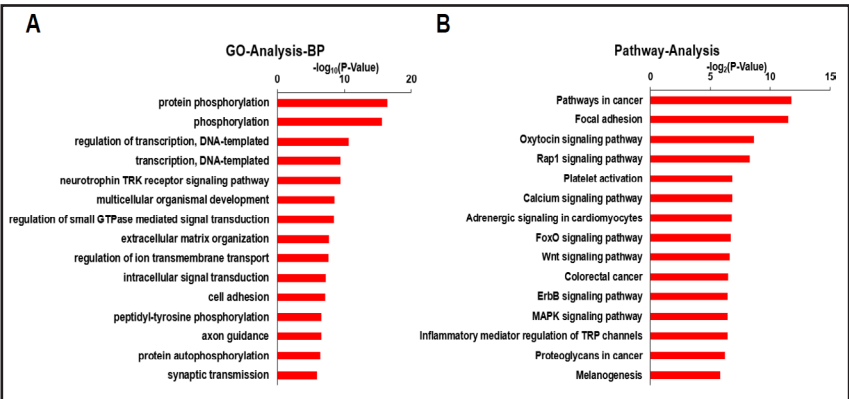 A
GO-Analysis-BP
-log10(P-Value)
0 10 20
protein phosphorylation
phosphorylation
regulation of transcription, DNA-templated
transcription, DNA-templated
neurotrophin TRK receptor signaling pathway
multicellular organismal development
regulation of small GTPase mediated signal transduction
extracellular matrix organization
regulation of ion transmembrane transport
intracellular signal transduction
cell adhesion
peptidyl-tyrosine phosphorylation
axon guidance
protein autophosphorylation
synaptic transmission
B
Pathway-Analysis
-log2(P-Value)
0 5 10 15
Pathways in cancer
Focal adhesion
Oxytocin signaling pathway
Rap1 signaling pathway
Platelet activation
Calcium signaling pathway
Adrenergic signaling in cardiomyocytes
FoxO signaling pathway
Wnt signaling pathway
Colorectal cancer
ErbB signaling pathway
MAPK signaling pathway
Inflammatory mediator regulation of TRP channels
Proteoglycans in cancer
Melanogenesis